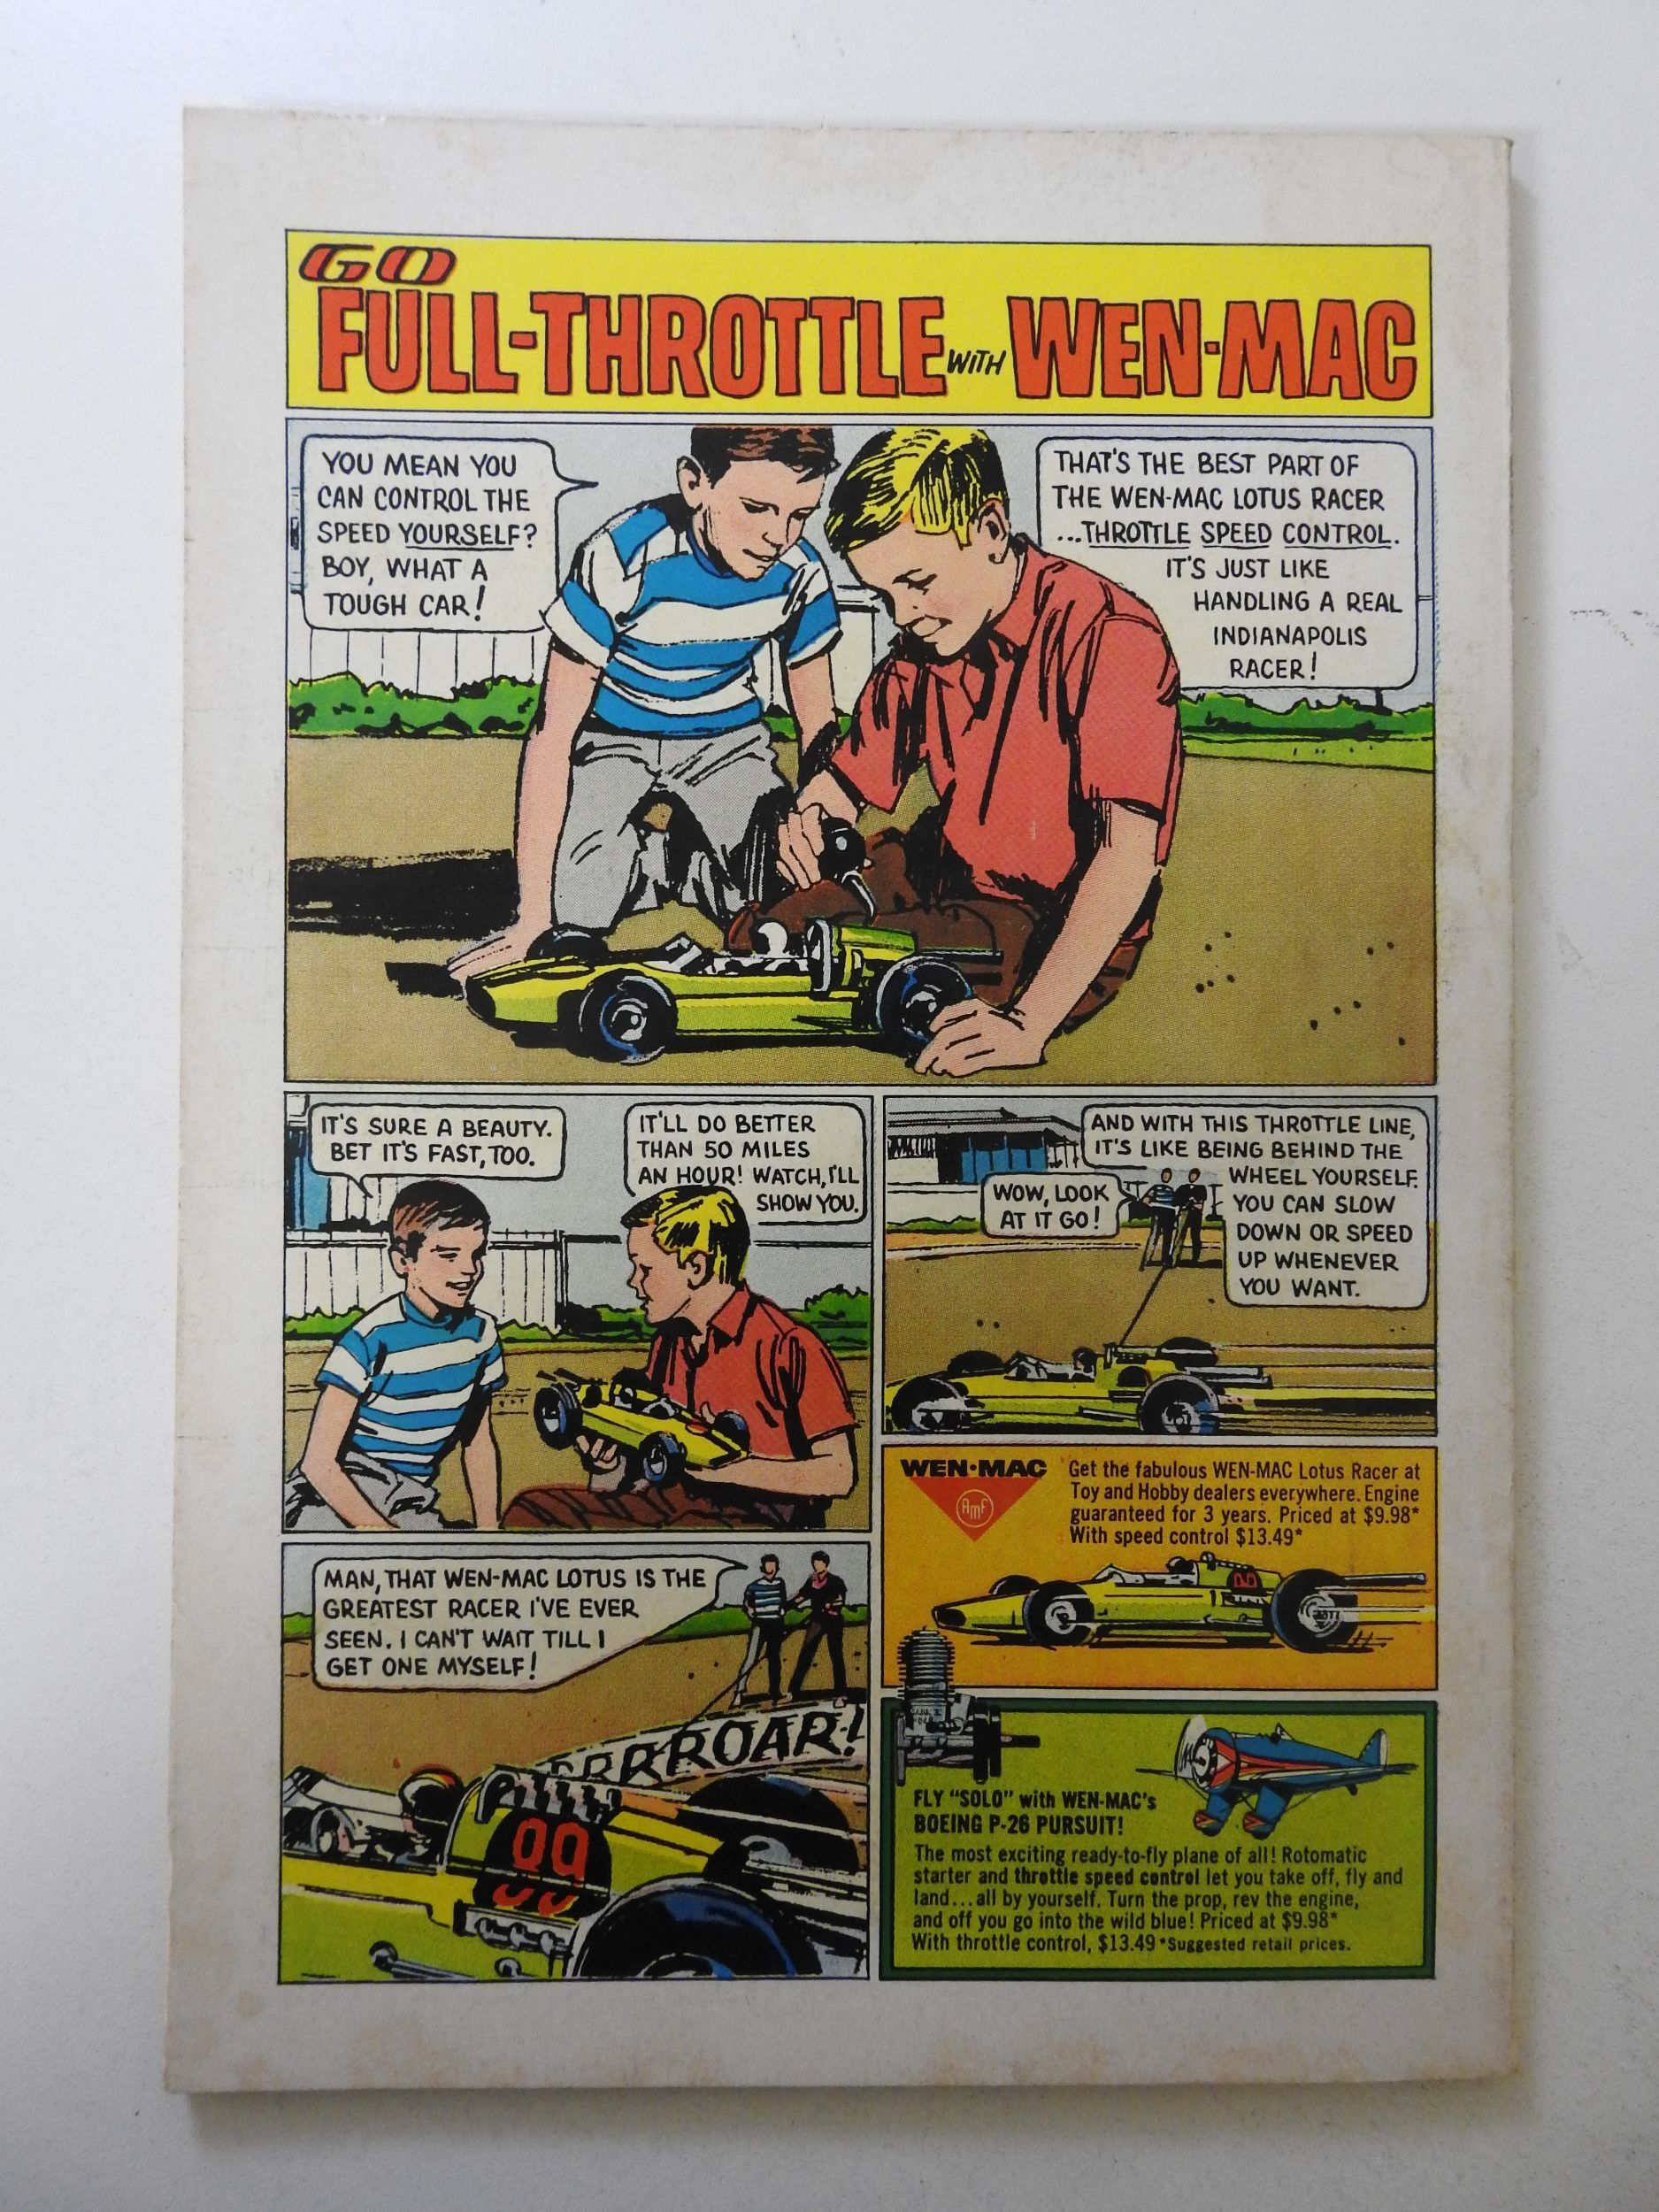 GO
FULL-THROTTLE WITH WEN-MAC
YOU MEAN YOU
CAN CONTROL THE
SPEED YOURSELF?
BOY, WHAT A
TOUGH CAR!
THAT'S THE BEST PART OF
THE WEN-MAC LOTUS RACER
...THROTTLE SPEED CONTROL.
IT'S JUST LIKE
HANDLING A REAL
INDIANAPOLIS
RACER!
IT'S SURE A BEAUTY.
BET IT'S FAST, TOO.
IT'LL DO BETTER
THAN 50 MILES
AN HOUR! WATCH, I'LL
SHOW YOU.
AND WITH THIS THROTTLE LINE,
IT'S LIKE BEING BEHIND THE
WHEEL YOURSELF.
YOU CAN SLOW
DOWN OR SPEED
UP WHENEVER
YOU WANT.
WOW, LOOK
AT IT GO!
MAN, THAT WEN-MAC LOTUS IS THE
GREATEST RACER I'VE EVER
SEEN. I CAN'T WAIT TILL I
GET ONE MYSELF!
RRRROAR!
99
WEN·MAC
AMF
Get the fabulous WEN-MAC Lotus Racer at
Toy and Hobby dealers everywhere. Engine
guaranteed for 3 years. Priced at $9.98*
With speed control $13.49*
FLY "SOLO" with WEN-MAC's
BOEING P-26 PURSUIT!
The most exciting ready-to-fly plane of all! Rotomatic
starter and throttle speed control let you take off, fly and
land...all by yourself. Turn the prop, rev the engine,
and off you go into the wild blue! Priced at $9.98*
With throttle control, $13.49 *Suggested retail prices.